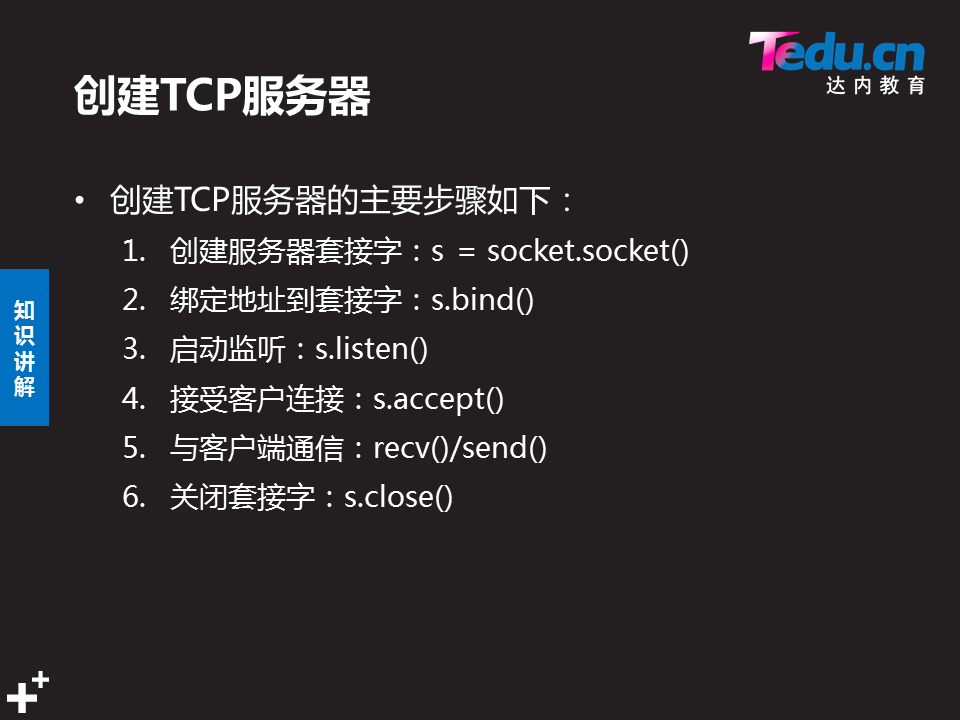 Tedu.cn
达内教育
创建TCP服务器
• 创建TCP服务器的主要步骤如下：
1. 创建服务器套接字：s = socket.socket()
2. 绑定地址到套接字：s.bind()
3. 启动监听：s.listen()
4. 接受客户连接：s.accept()
5. 与客户端通信：recv()/send()
6. 关闭套接字：s.close()
知识讲解